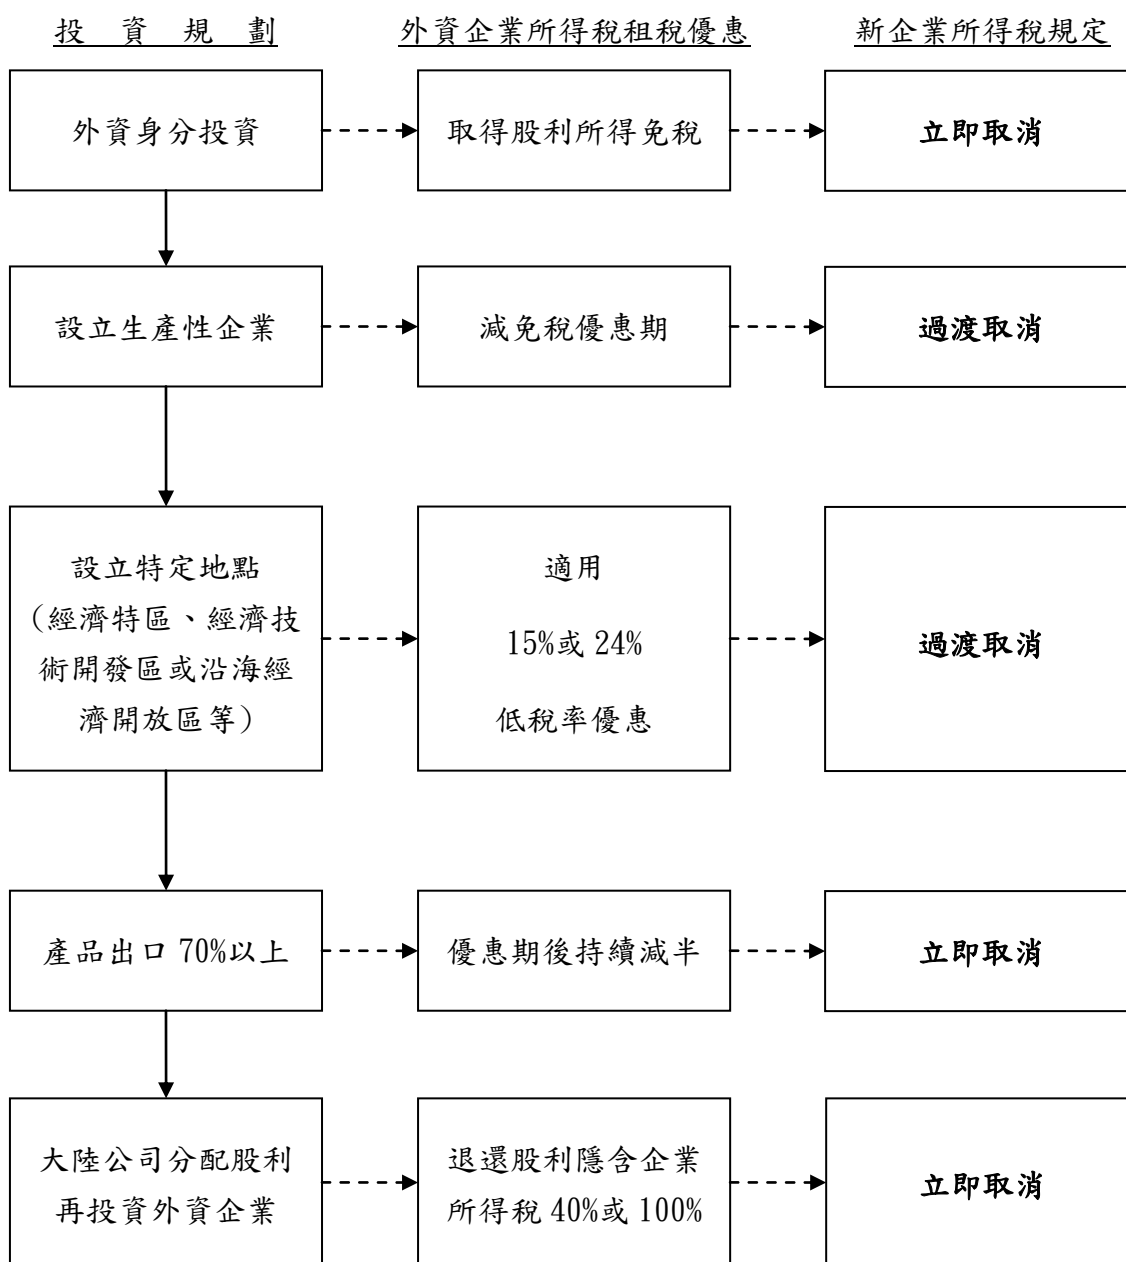 投 資 規 劃
外資企業所得稅租稅優惠
新企業所得稅規定
外資身分投資
取得股利所得免稅
立即取消
設立生產性企業
減免稅優惠期
過渡取消
設立特定地點
(經濟特區、經濟技
術開發區或沿海經
濟開放區等)
適用
15%或 24%
低稅率優惠
過渡取消
產品出口 70%以上
優惠期後持續減半
立即取消
大陸公司分配股利
再投資外資企業
退還股利隱含企業
所得稅 40%或 100%
立即取消